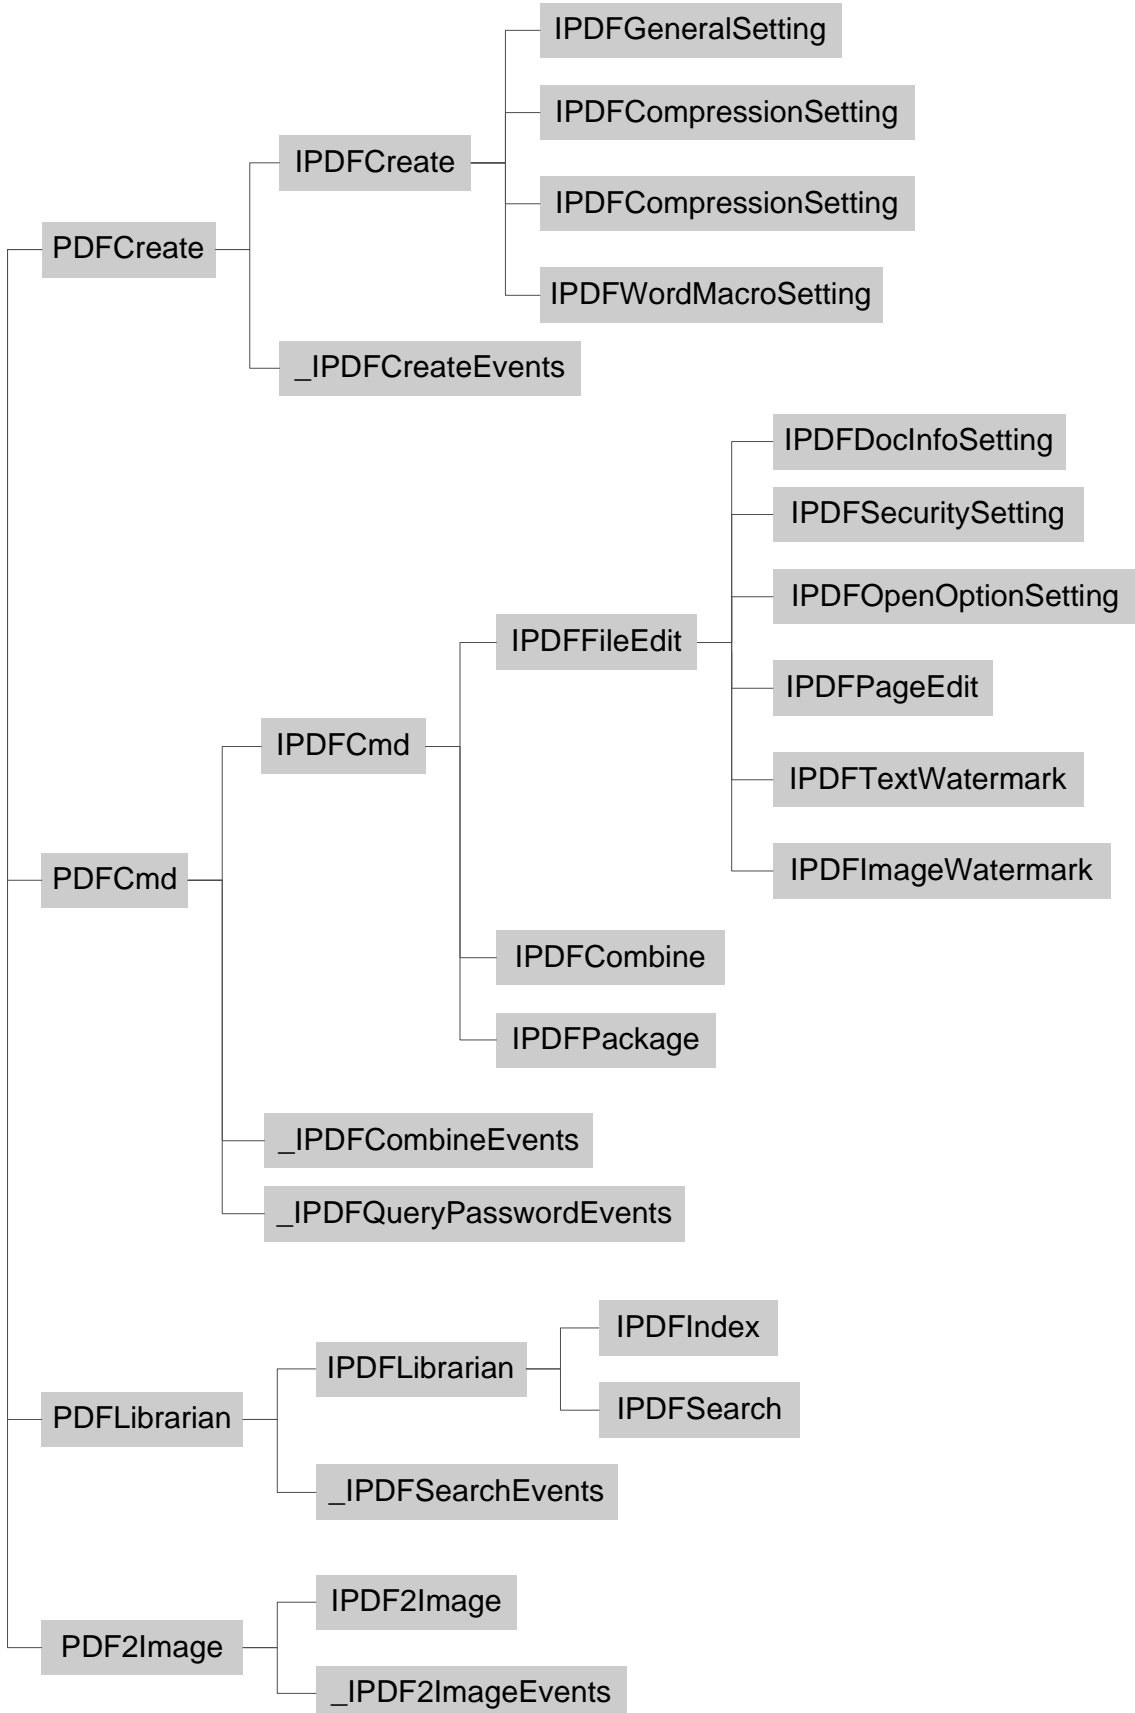 IPDFGeneralSetting
IPDFCompressionSetting
IPDFCreate
IPDFCompressionSetting
PDFCreate
IPDFWordMacroSetting
_IPDFCreateEvents
IPDFDocInfoSetting
IPDFSecuritySetting
IPDFOpenOptionSetting
IPDFFileEdit
IPDFPageEdit
IPDFCmd
IPDFTextWatermark
IPDFImageWatermark
PDFCmd
IPDFCombine
IPDFPackage
_IPDFCombineEvents
_IPDFQueryPasswordEvents
IPDFIndex
IPDFLibrarian
IPDFSearch
PDFLibrarian
_IPDFSearchEvents
IPDF2Image
PDF2Image
_IPDF2ImageEvents